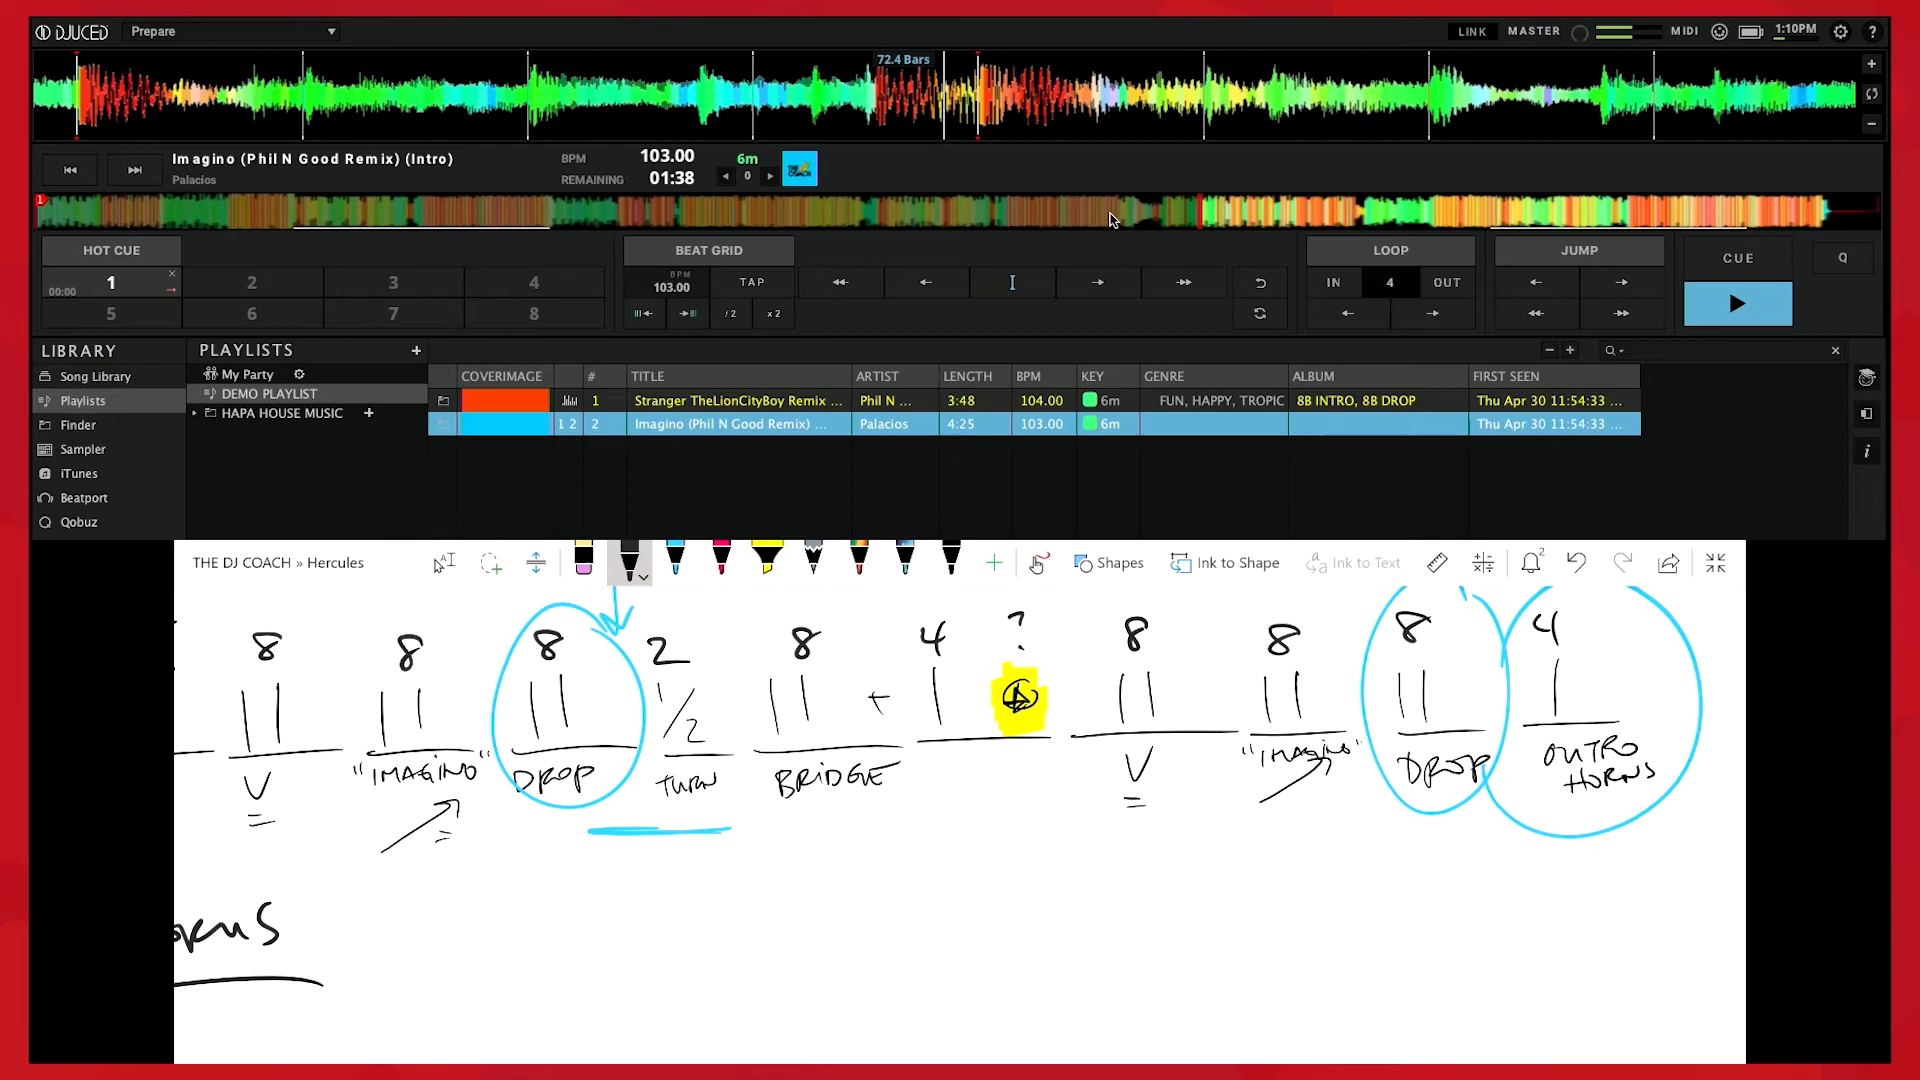 DJUCED Prepare LINK MASTER MIDI 1:10PM ?
72.4 Bars
Imagino (Phil N Good Remix) (Intro)
Palacios
BPM 103.00
REMAINING 01:38
6m
0
1
HOT CUE BEAT GRID LOOP JUMP CUE Q
1 2 3 4
00:00
5 6 7 8
BPM
103.00 TAP
/2 x2
IN 4 OUT
LIBRARY
Song Library
Playlists
Finder
Sampler
iTunes
Beatport
Qobuz
PLAYLISTS +
My Party
DEMO PLAYLIST
HAPA HOUSE MUSIC +
COVERIMAGE # TITLE ARTIST LENGTH BPM KEY GENRE ALBUM FIRST SEEN
1 Stranger TheLionCityBoy Remix ... Phil N ... 3:48 104.00 6m FUN, HAPPY, TROPIC 8B INTRO, 8B DROP Thu Apr 30 11:54:33 ...
1 2 2 Imagino (Phil N Good Remix) ... Palacios 4:25 103.00 6m Thu Apr 30 11:54:33 ...
THE DJ COACH » Hercules
Shapes Ink to Shape Ink to Text 2
8 8 8 2 8 4 ? 8 8 8 4
1/2 +
V "IMAGINO" DROP TURN BRIDGE V "IMAGINO" DROP OUTRO
HORNS